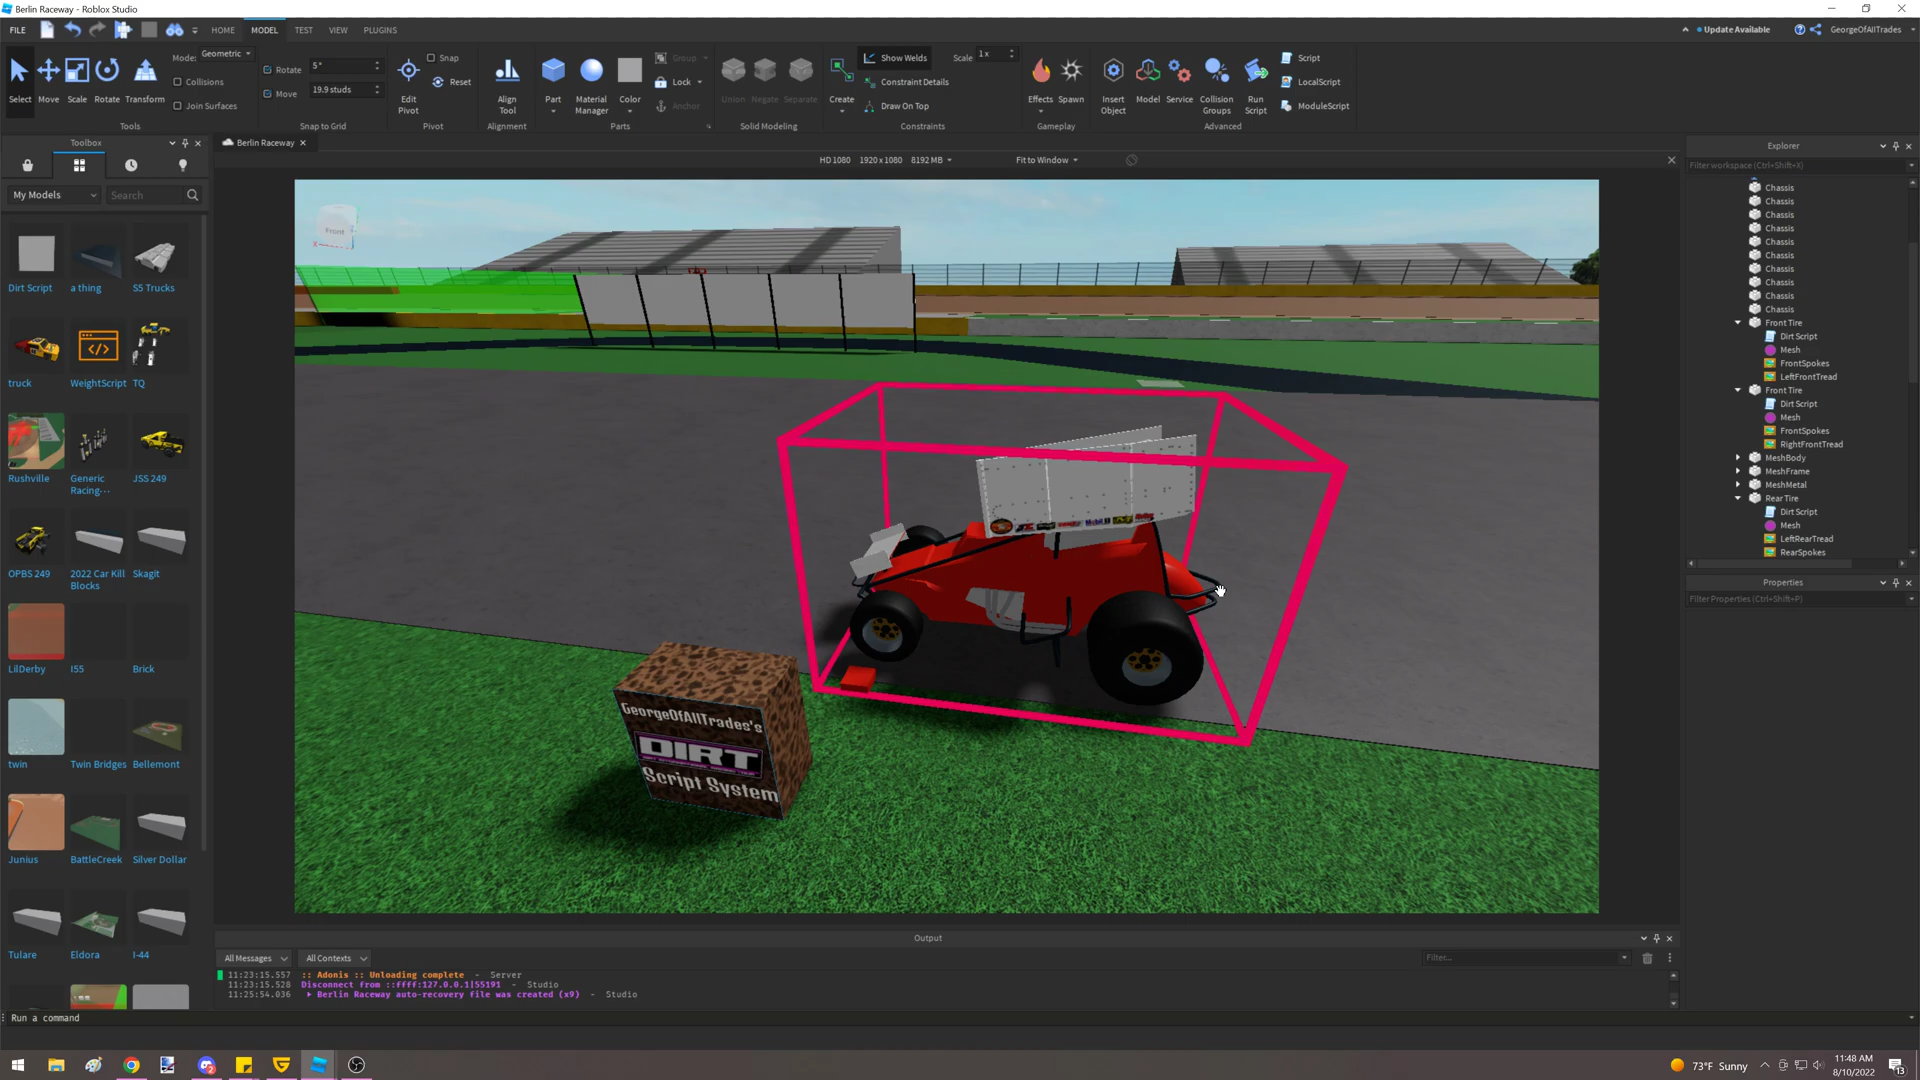 Berlin Raceway - Roblox Studio
FILE
HOME
MODEL
TEST
VIEW
PLUGINS
Update Available
GeorgeOfAllTrades
Select
Move
Scale
Rotate
Transform
Mode:
Geometric
Collisions
Join Surfaces
Tools
Rotate
5°
Move
19.9 studs
Snap to Grid
Edit
Pivot
Snap
Reset
Pivot
Align
Tool
Alignment
Part
Material
Manager
Color
Group
Lock
Anchor
Parts
Union
Negate
Separate
Solid Modeling
Create
Show Welds
Scale
1x
Constraint Details
Draw On Top
Constraints
Effects
Spawn
Gameplay
Insert
Object
Model
Service
Collision
Groups
Run
Script
Script
LocalScript
ModuleScript
Advanced
Toolbox
My Models
Search
Dirt Script
a thing
S5 Trucks
truck
WeightScript
TQ
Rushville
Generic
Racing...
JSS 249
OPBS 249
2022 Car Kill
Blocks
Skagit
LilDerby
I55
Brick
twin
Twin Bridges
Bellemont
Junius
BattleCreek
Silver Dollar
Tulare
Eldora
I-44
Berlin Raceway
HD 1080 1920 x 1080 8192 MB
Fit to Window
Front
X
GeorgeOfAllTrades's
DIRT
Script System
Explorer
Filter workspace (Ctrl+Shift+X)
Chassis
Chassis
Chassis
Chassis
Chassis
Chassis
Chassis
Chassis
Chassis
Chassis
Front Tire
Dirt Script
Mesh
FrontSpokes
LeftFrontTread
Front Tire
Dirt Script
Mesh
FrontSpokes
RightFrontTread
MeshBody
MeshFrame
MeshMetal
Rear Tire
Dirt Script
Mesh
LeftRearTread
RearSpokes
Properties
Filter Properties (Ctrl+Shift+P)
Output
All Messages
All Contexts
Filter...
11:23:15.557 :: Adonis :: Unloading complete - Server
11:23:15.528 Disconnect from ::ffff:127.0.0.1|55191 - Studio
11:25:54.036 Berlin Raceway auto-recovery file was created (x9) - Studio
Run a command
73°F Sunny
11:48 AM
8/10/2022
13